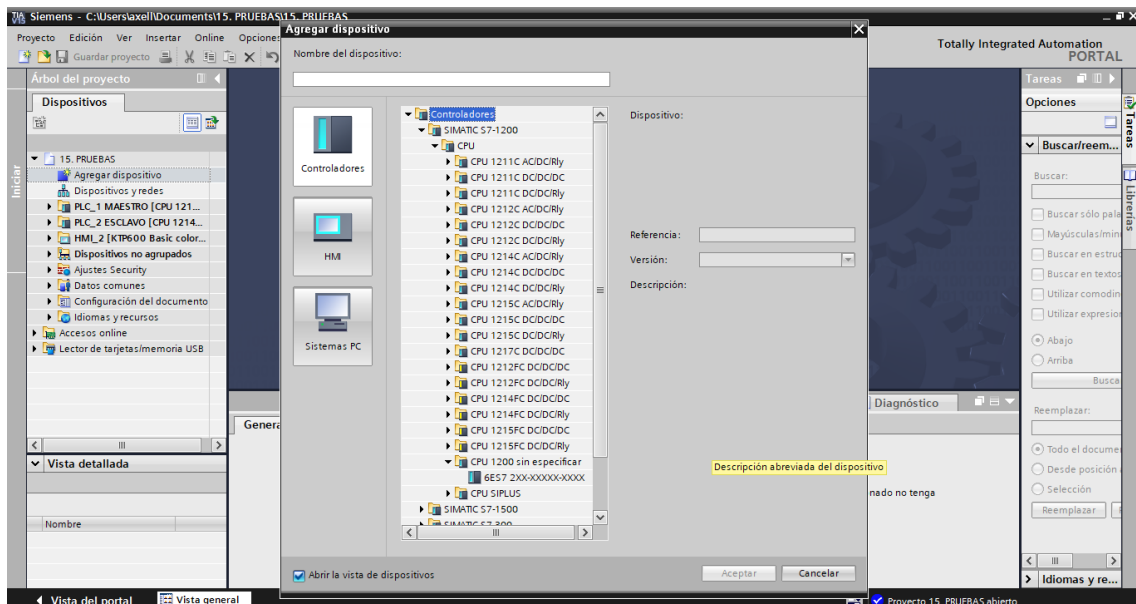 Siemens - C:\Users\axell\Documents\15. PRUEBAS\15. PRUEBAS
Proyecto Edición Ver Insertar Online
Guardar proyecto
Totally Integrated Automation
PORTAL
Árbol del proyecto
Dispositivos
15. PRUEBAS
Agregar dispositivo
Dispositivos y redes
PLC_1 MAESTRO [CPU 121...
PLC_2 ESCLAVO [CPU 1214...
HMI_2 [KTP600 Basic color...
Dispositivos no agrupados
Ajustes Security
Datos comunes
Configuración del documento
Idiomas y recursos
Accesos online
Lector de tarjetas/memoria USB
Iniciar
Vista detallada
Nombre
Agregar dispositivo
Nombre del dispositivo:
Controladores
HMI
Sistemas PC
Controladores
SIMATIC S7-1200
CPU
CPU 1211C AC/DC/Rly
CPU 1211C DC/DC/DC
CPU 1211C DC/DC/Rly
CPU 1212C AC/DC/Rly
CPU 1212C DC/DC/DC
CPU 1212C DC/DC/Rly
CPU 1214C AC/DC/Rly
CPU 1214C DC/DC/DC
CPU 1214C DC/DC/Rly
CPU 1215C AC/DC/Rly
CPU 1215C DC/DC/DC
CPU 1215C DC/DC/Rly
CPU 1217C DC/DC/DC
CPU 1212FC DC/DC/DC
CPU 1212FC DC/DC/Rly
CPU 1214FC DC/DC/DC
CPU 1214FC DC/DC/Rly
CPU 1215FC DC/DC/DC
CPU 1215FC DC/DC/Rly
CPU 1200 sin especificar
6ES7 2XX-XXXXX-XXXX
CPU SIPLUS
SIMATIC S7-1500
SIMATIC S7-300
Dispositivo:
Referencia:
Versión:
Descripción:
Descripción abreviada del dispositivo
Abrir la vista de dispositivos
Aceptar
Cancelar
Diagnóstico
nado no tenga
Tareas
Opciones
Buscar/reem...
Buscar:
Buscar sólo pala
Mayúsculas/min
Buscar en estruc
Buscar en textos
Utilizar comodin
Utilizar expresion
Abajo
Arriba
Busca
Reemplazar:
Todo el docume
Desde posición
Selección
Reemplazar
Idiomas y re...
Tareas
Librerías
Vista del portal
Vista general
Proyecto 15. PRUEBAS abierto